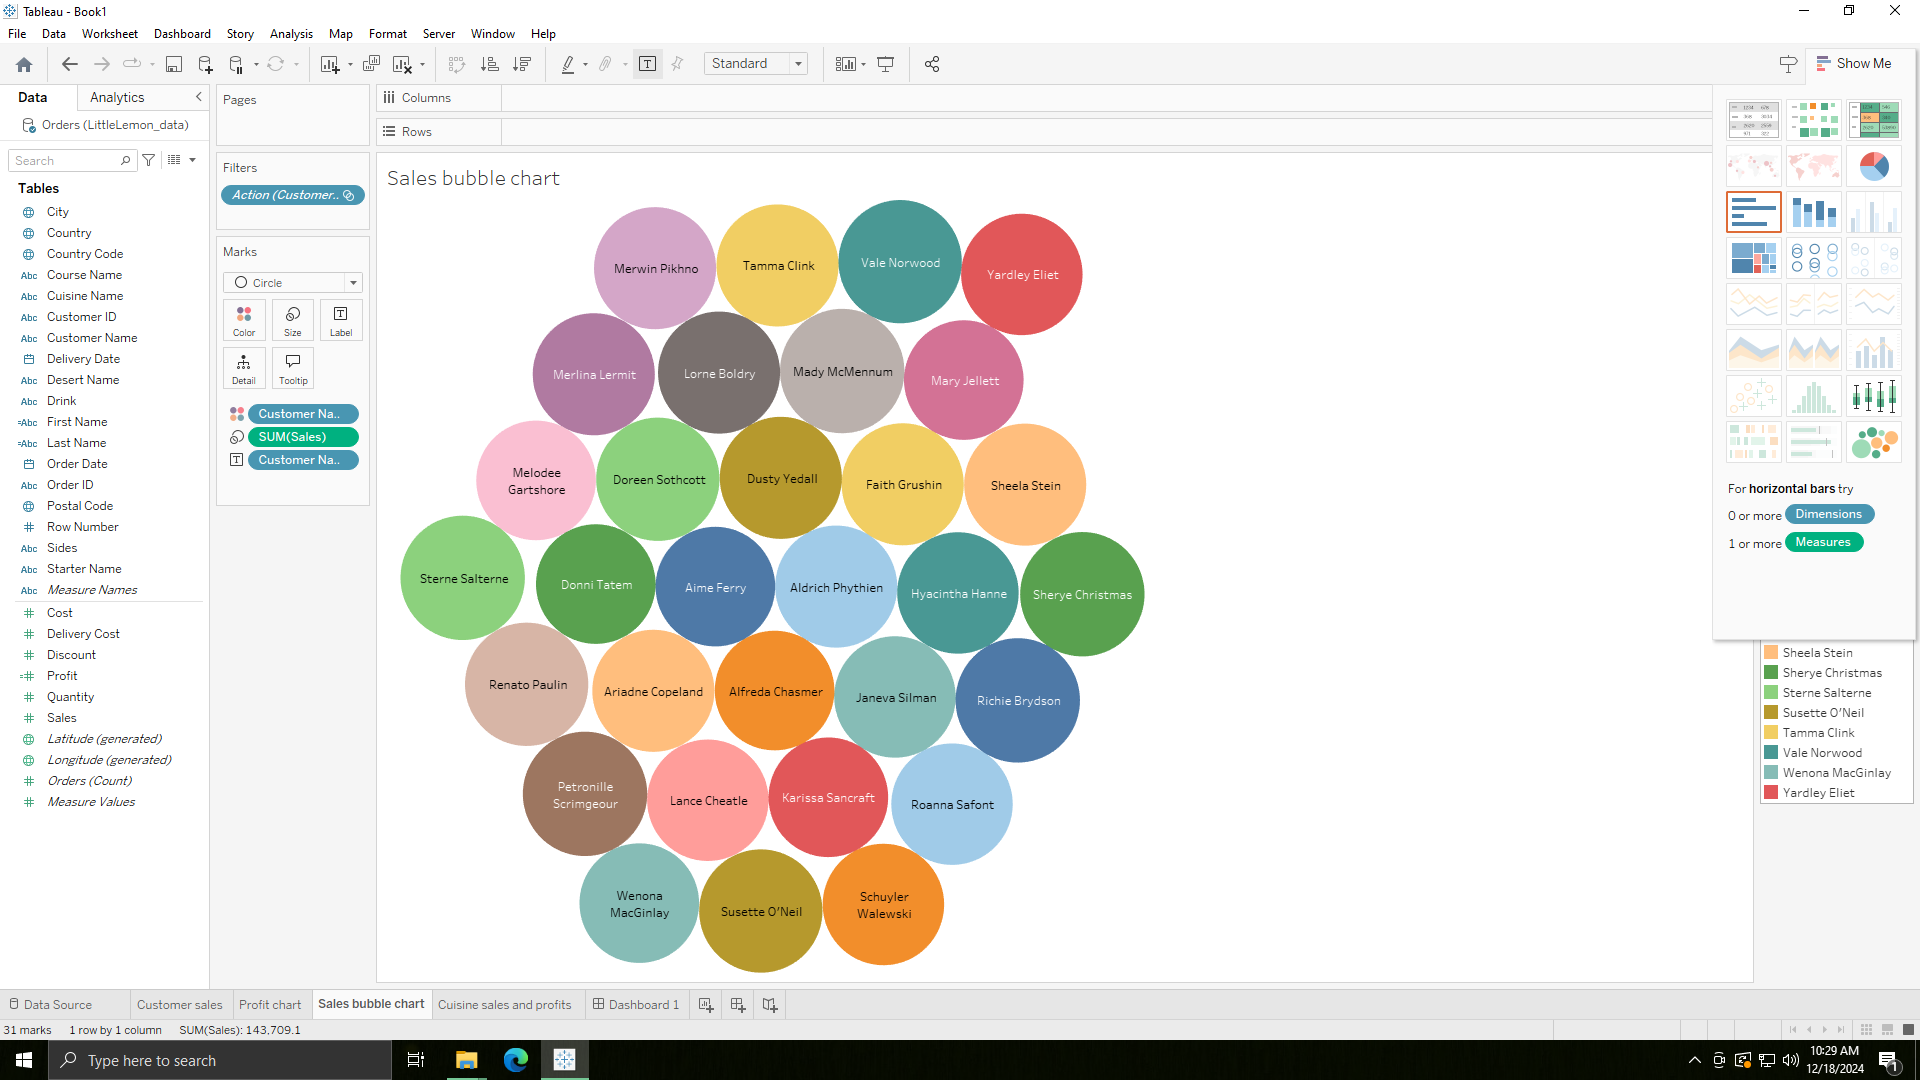 Tableau - Book1
File Data Worksheet Dashboard Story Analysis Map Format Server Window Help
Standard
Show Me
Data Analytics
Orders (LittleLemon_data)
Search
Tables
City
Country
Country Code
Course Name
Cuisine Name
Customer ID
Customer Name
Delivery Date
Desert Name
Drink
First Name
Last Name
Order Date
Order ID
Postal Code
Row Number
Sides
Starter Name
Measure Names
Cost
Delivery Cost
Discount
Profit
Quantity
Sales
Latitude (generated)
Longitude (generated)
Orders (Count)
Measure Values
Pages
Filters
Action (Customer..
Marks
Circle
Color Size Label
Detail Tooltip
Customer Na..
SUM(Sales)
Customer Na..
Columns
Rows
Sales bubble chart
Merwin Pikhno
Tamma Clink
Vale Norwood
Yardley Eliet
Merlina Lermit
Lorne Boldry
Mady McMennum
Mary Jellett
Melodee
Gartshore
Doreen Sothcott
Dusty Yedall
Faith Grushin
Sheela Stein
Sterne Salterne
Donni Tatem
Aime Ferry
Aldrich Phythien
Hyacintha Hanne
Sherye Christmas
Renato Paulin
Ariadne Copeland
Alfreda Chasmer
Janeva Silman
Richie Brydson
Petronille
Scrimgeour
Lance Cheatle
Karissa Sancraft
Roanna Safont
Wenona
MacGinlay
Susette O'Neil
Schuyler
Walewski
For horizontal bars try
0 or more Dimensions
1 or more Measures
Sheela Stein
Sherye Christmas
Sterne Salterne
Susette O'Neil
Tamma Clink
Vale Norwood
Wenona MacGinlay
Yardley Eliet
Data Source Customer sales Profit chart Sales bubble chart Cuisine sales and profits Dashboard 1
31 marks 1 row by 1 column SUM(Sales): 143,709.1
Type here to search
10:29 AM
12/18/2024
1